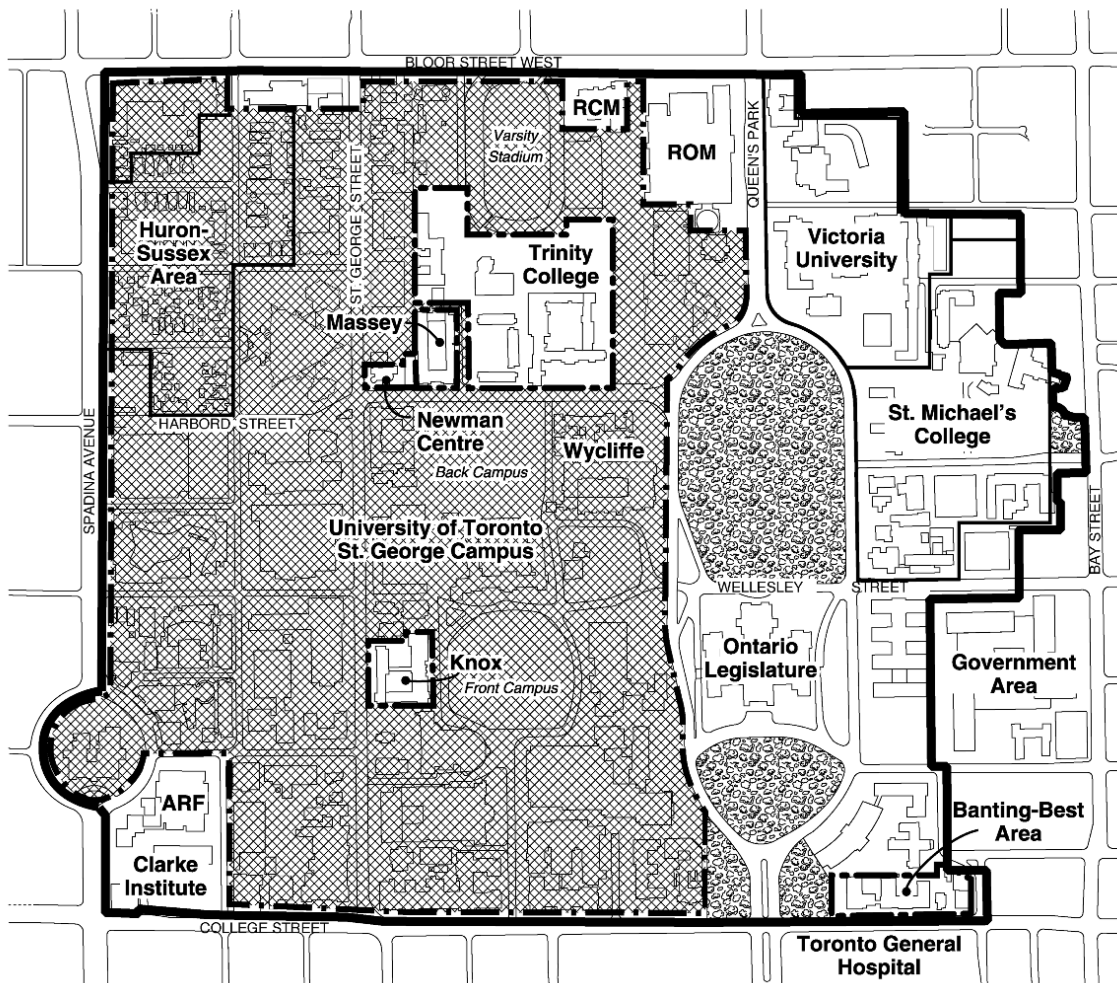 BLOOR STREET WEST
RCM
ROM
QUEEN'S PARK
Varsity
Stadium
ST. GEORGE STREET
Huron-
Sussex
Area
Trinity
College
Victoria
University
Massey
Newman
Centre
HARBORD STREET
SPADINA AVENUE
Wycliffe
Back Campus
St. Michael's
College
BAY STREET
University of Toronto
St. George Campus
WELLESLEY STREET
Knox
Front Campus
Ontario
Legislature
Government
Area
ARF
Clarke
Institute
Banting-Best
Area
COLLEGE STREET
Toronto General
Hospital